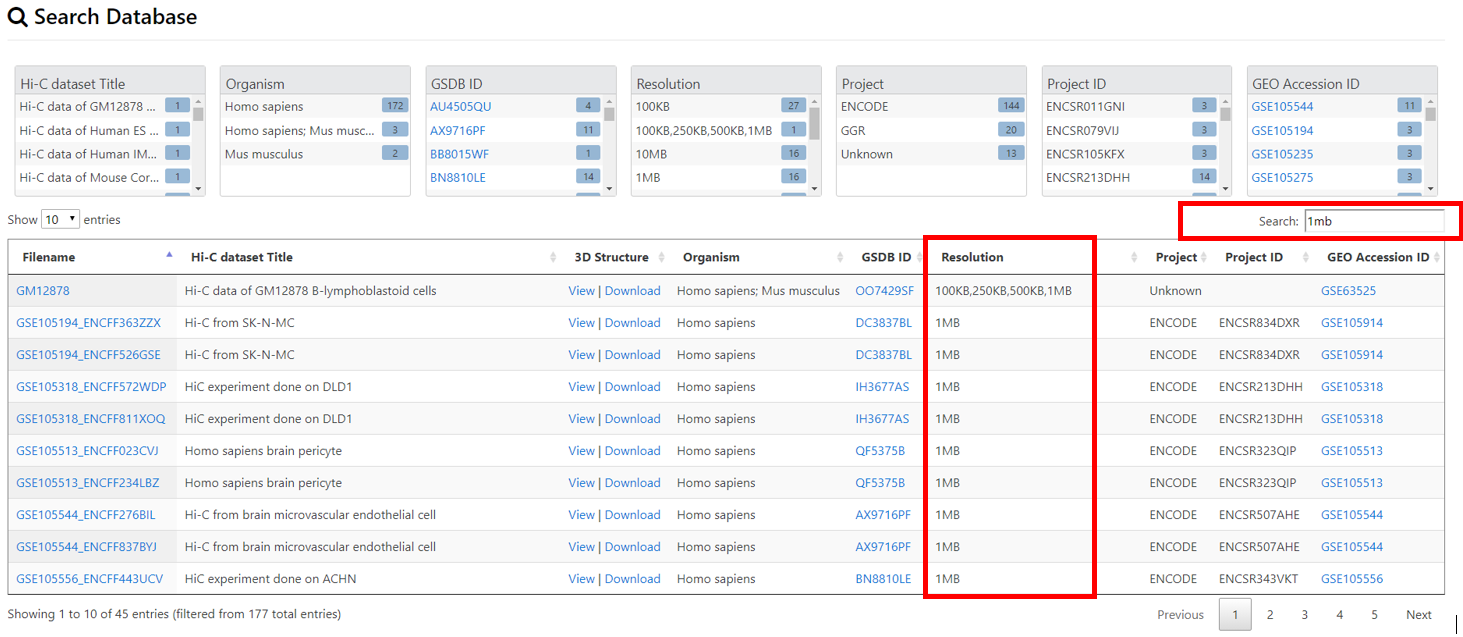 Search Database
Hi-C dataset Title Organism GSDB ID Resolution Project Project ID GEO Accession ID
Hi-C data of GM12878 ... 1 Homo sapiens 172 AU4505QU 4 100KB 27 ENCODE 144 ENCSR011GNI 3 GSE105544 11
Hi-C data of Human ES ... 1 Homo sapiens; Mus musc... 3 AX9716PF 11 100KB,250KB,500KB,1MB 1 GGR 20 ENCSR079VIJ 3 GSE105194 3
Hi-C data of Human IM... 1 Mus musculus 2 BB8015WF 1 10MB 16 Unknown 13 ENCSR105KFX 3 GSE105235 3
Hi-C data of Mouse Cor... 1 BN8810LE 14 1MB 16 ENCSR213DHH 14 GSE105275 3
Show 10 entries Search: 1mb
Filename Hi-C dataset Title 3D Structure Organism GSDB ID Resolution Project Project ID GEO Accession ID
GM12878 Hi-C data of GM12878 B-lymphoblastoid cells View | Download Homo sapiens; Mus musculus OO7429SF 100KB,250KB,500KB,1MB Unknown GSE63525
GSE105194_ENCFF363ZZX Hi-C from SK-N-MC View | Download Homo sapiens DC3837BL 1MB ENCODE ENCSR834DXR GSE105914
GSE105194_ENCFF526GSE Hi-C from SK-N-MC View | Download Homo sapiens DC3837BL 1MB ENCODE ENCSR834DXR GSE105914
GSE105318_ENCFF572WDP HiC experiment done on DLD1 View | Download Homo sapiens IH3677AS 1MB ENCODE ENCSR213DHH GSE105318
GSE105318_ENCFF811XOQ HiC experiment done on DLD1 View | Download Homo sapiens IH3677AS 1MB ENCODE ENCSR213DHH GSE105318
GSE105513_ENCFF023CVJ Homo sapiens brain pericyte View | Download Homo sapiens QF5375B 1MB ENCODE ENCSR323QIP GSE105513
GSE105513_ENCFF234LBZ Homo sapiens brain pericyte View | Download Homo sapiens QF5375B 1MB ENCODE ENCSR323QIP GSE105513
GSE105544_ENCFF276BIL Hi-C from brain microvascular endothelial cell View | Download Homo sapiens AX9716PF 1MB ENCODE ENCSR507AHE GSE105544
GSE105544_ENCFF837BYJ Hi-C from brain microvascular endothelial cell View | Download Homo sapiens AX9716PF 1MB ENCODE ENCSR507AHE GSE105544
GSE105556_ENCFF443UCV HiC experiment done on ACHN View | Download Homo sapiens BN8810LE 1MB ENCODE ENCSR343VKT GSE105556
Showing 1 to 10 of 45 entries (filtered from 177 total entries) Previous 1 2 3 4 5 Next